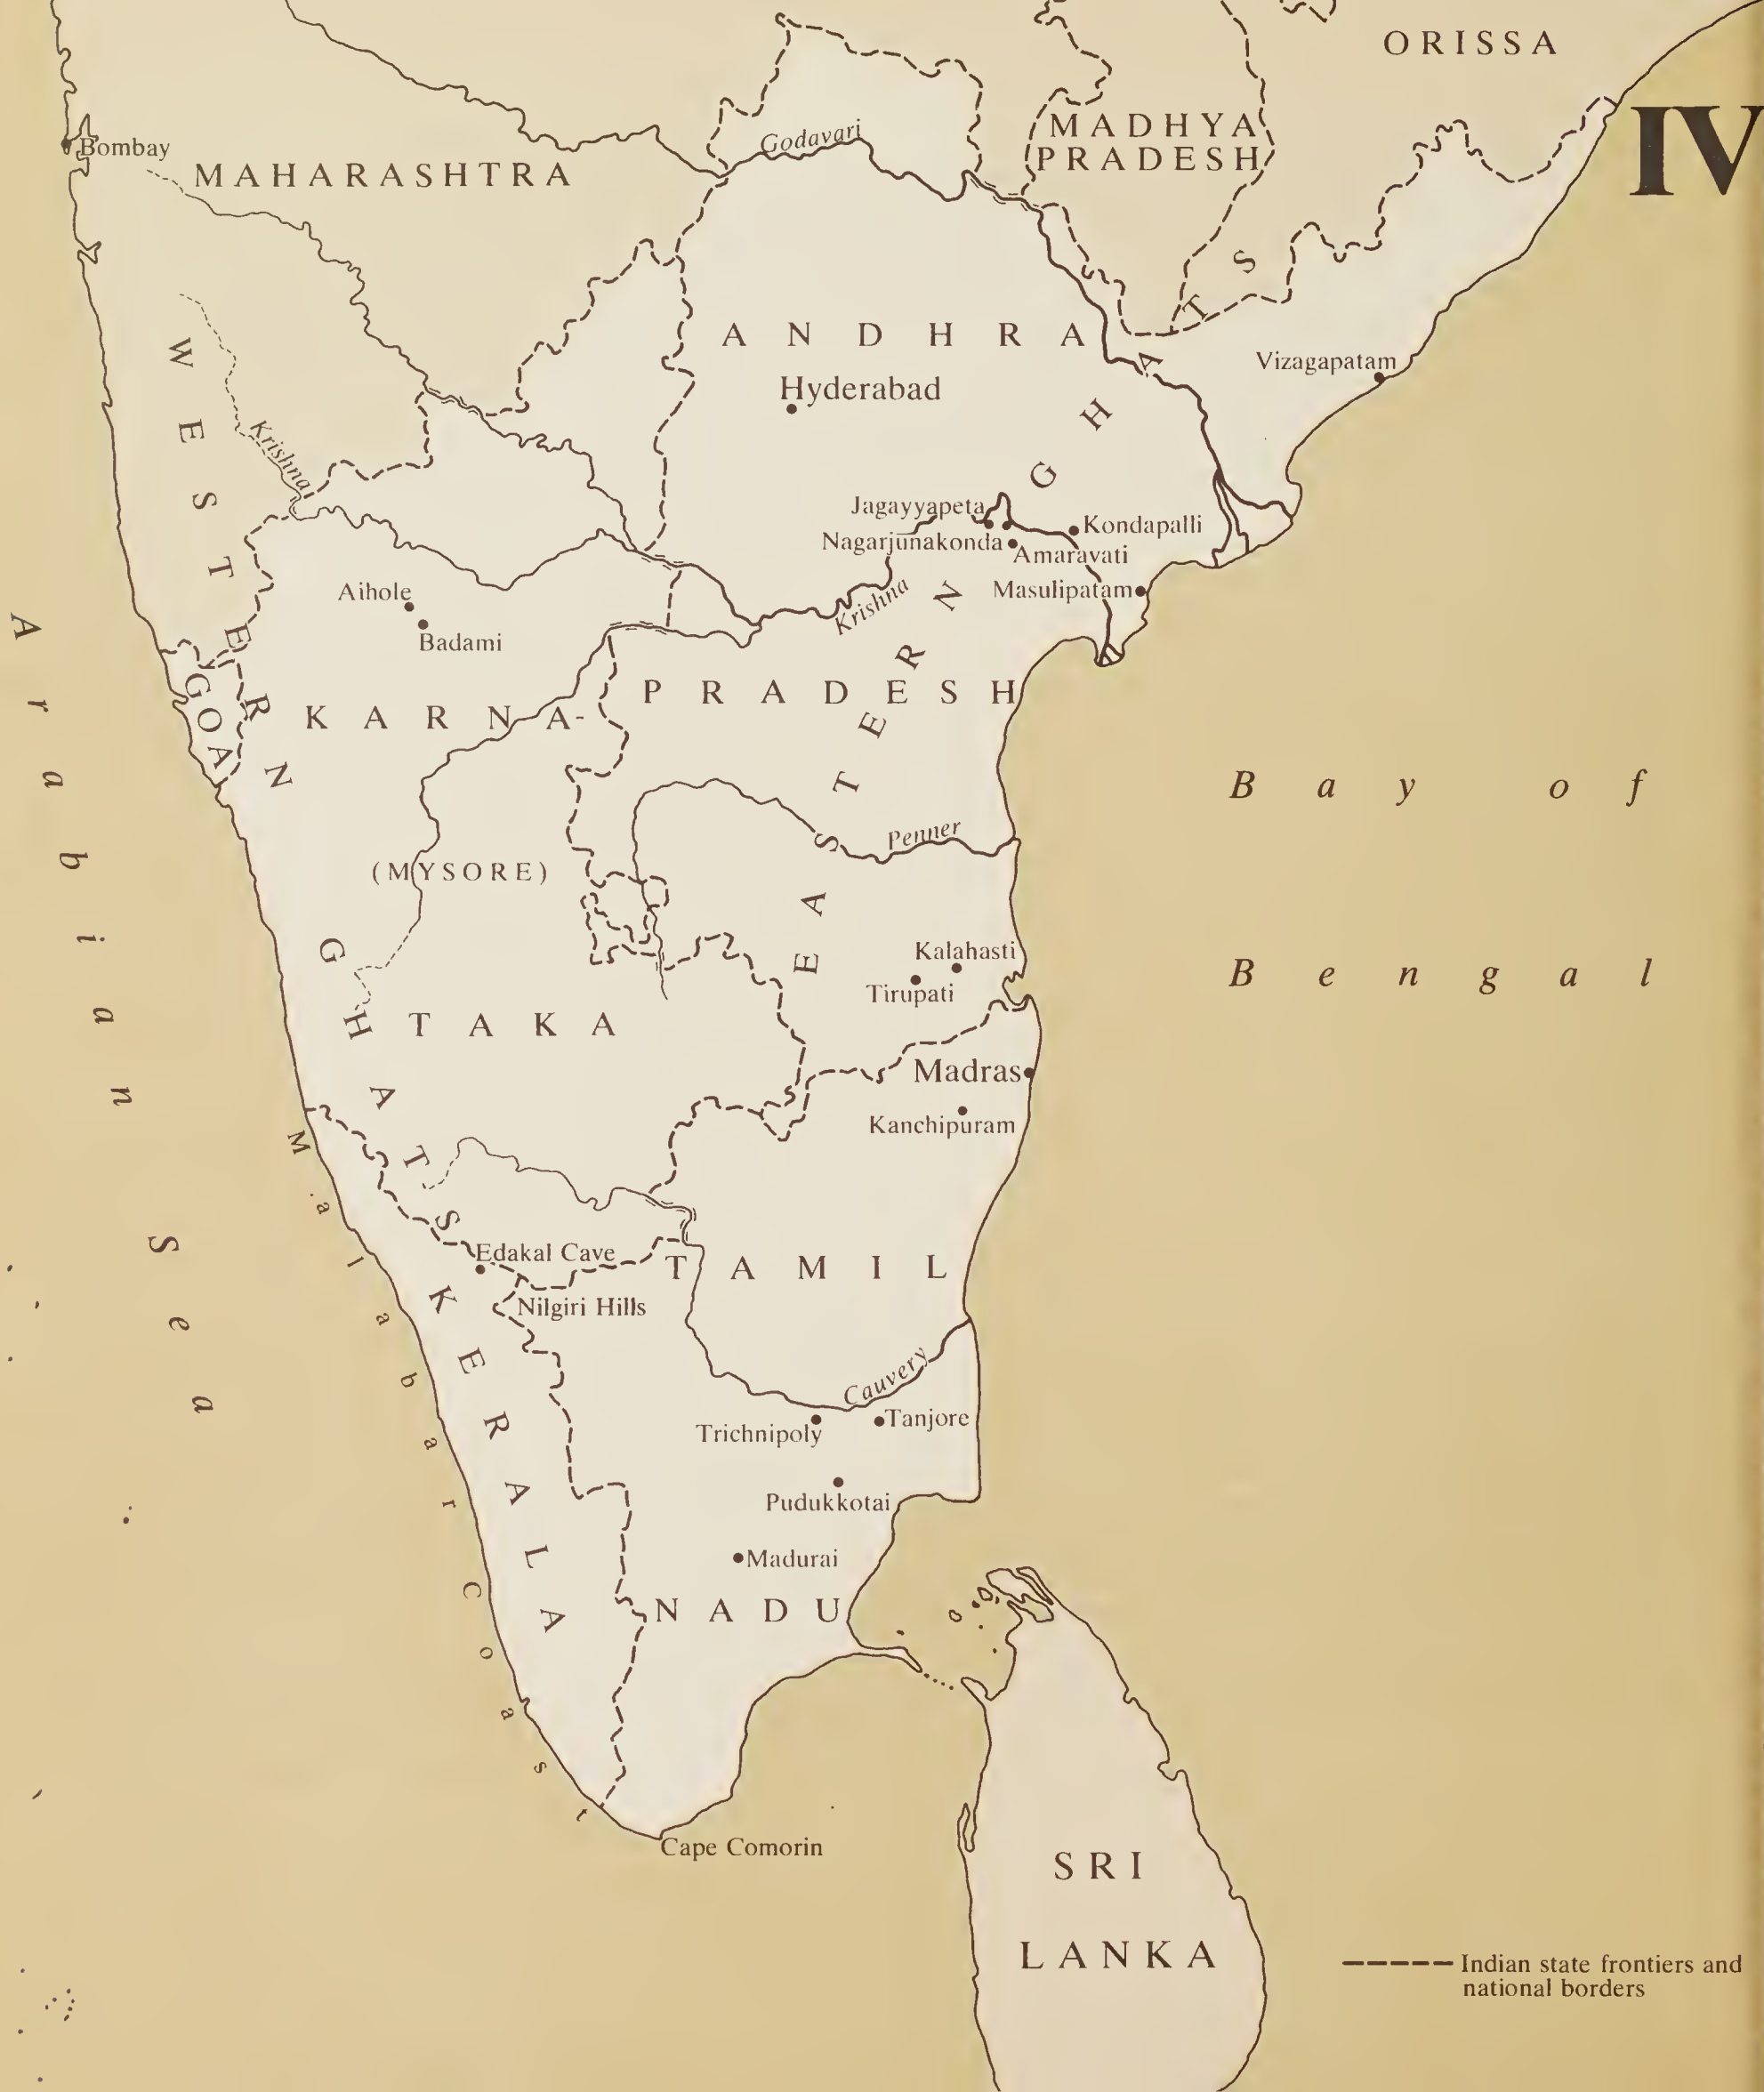 ORISSA
IV
MADHYA
PRADESH
Godavari
Bombay
MAHARASHTRA
ANDHRA
Hyderabad
Vizagapatam
WESTERN GHATS
Krishna
EASTERN GHATS
Jagayyapeta
Kondapalli
Nagarjunakonda
Amaravati
Masulipatam
Krishna
Aihole
Badami
GOA
PRADESH
KARNA-
Arabian Sea
Bay of
Penner
(MYSORE)
Kalahasti
Bengal
Tirupati
TAKA
Madras
Kanchipuram
Malabar Coast
Edakal Cave
TAMIL
Nilgiri Hills
KERALA
Cauvery
Trichnipoly
Tanjore
Pudukkotai
Madurai
NADU
Cape Comorin
SRI
LANKA
Indian state frontiers and
national borders